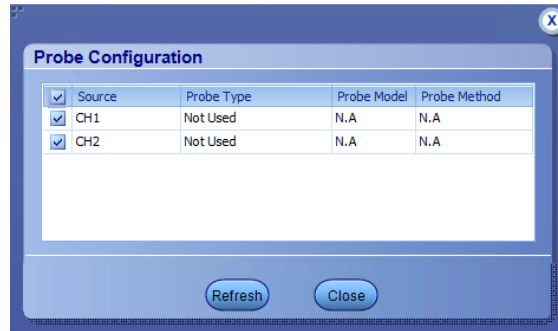 X
Probe Configuration
Source Probe Type Probe Model Probe Method
CH1 Not Used N.A N.A
CH2 Not Used N.A N.A
Refresh Close